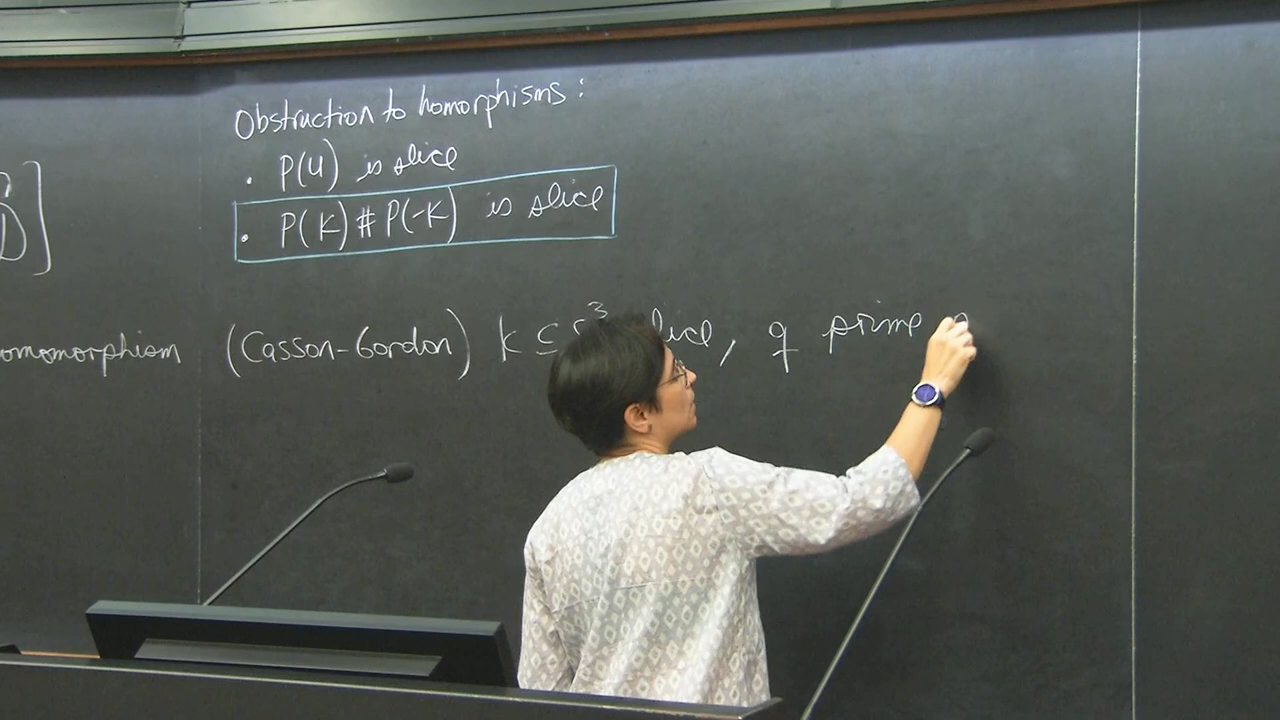 Obstruction to homorphisms:
. P(U) is slice
. P(K) # P(-K) is slice
D]
omomorphism (Casson-Gordon) K ⊆ S³ slice, q prime